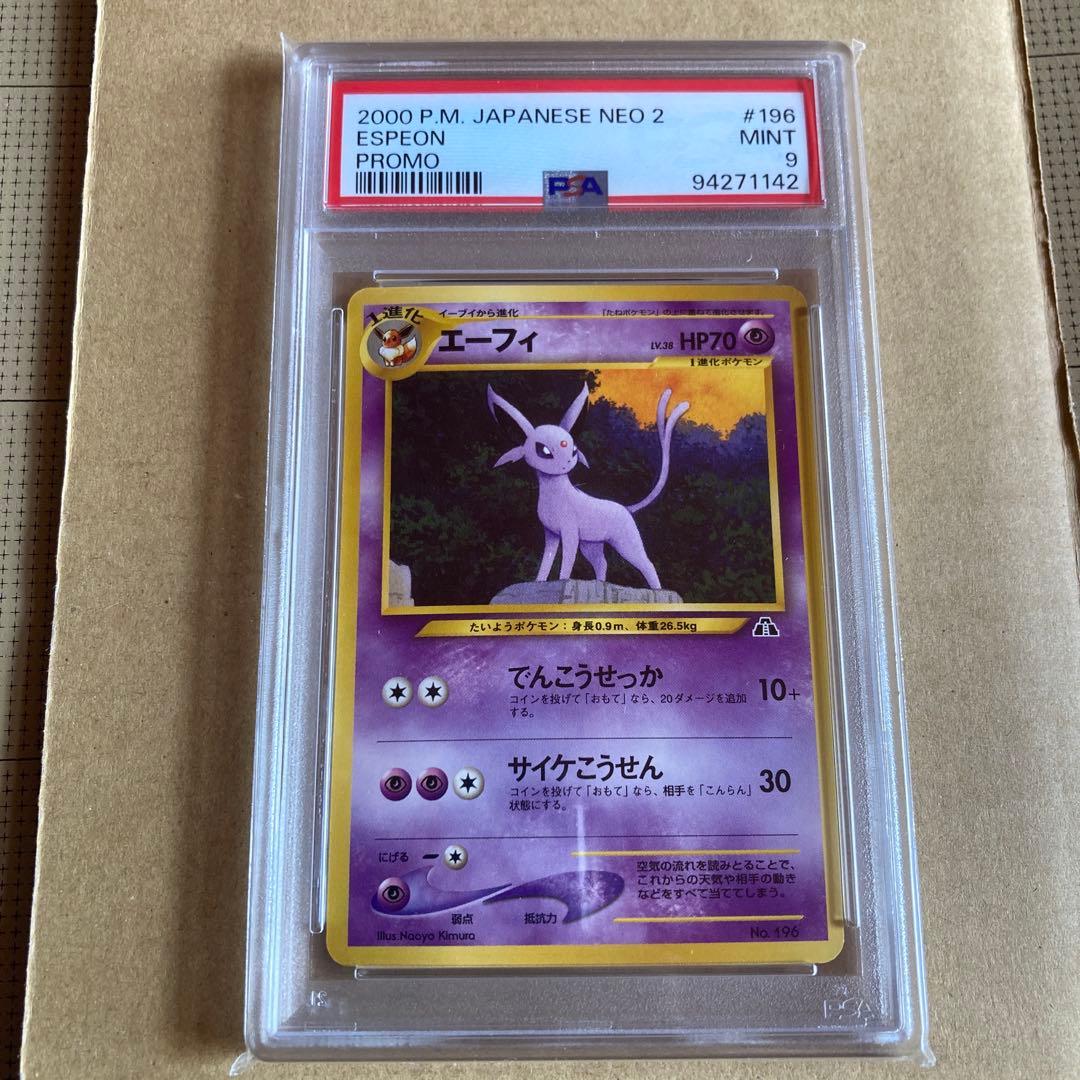 2000 P.M. JAPANESE NEO 2 #196
ESPEON MINT
PROMO 9
PSA 94271142
1進化 イーブイから進化 「たねポケモン」の上に重ねて進化させます。
エーフィ LV.38 HP70
1進化ポケモン
たいようポケモン：身長0.9m、体重26.5kg
でんこうせっか 10+
コインを投げて「おもて」なら、20ダメージを追加
する。
サイケこうせん 30
コインを投げて「おもて」なら、相手を「こんらん」
状態にする。
にげる
空気の流れを読みとることで、
これからの天気や相手の動き
などをすべて当ててしまう。
弱点 抵抗力
Illus.Naoyo Kimura No. 196
PSA